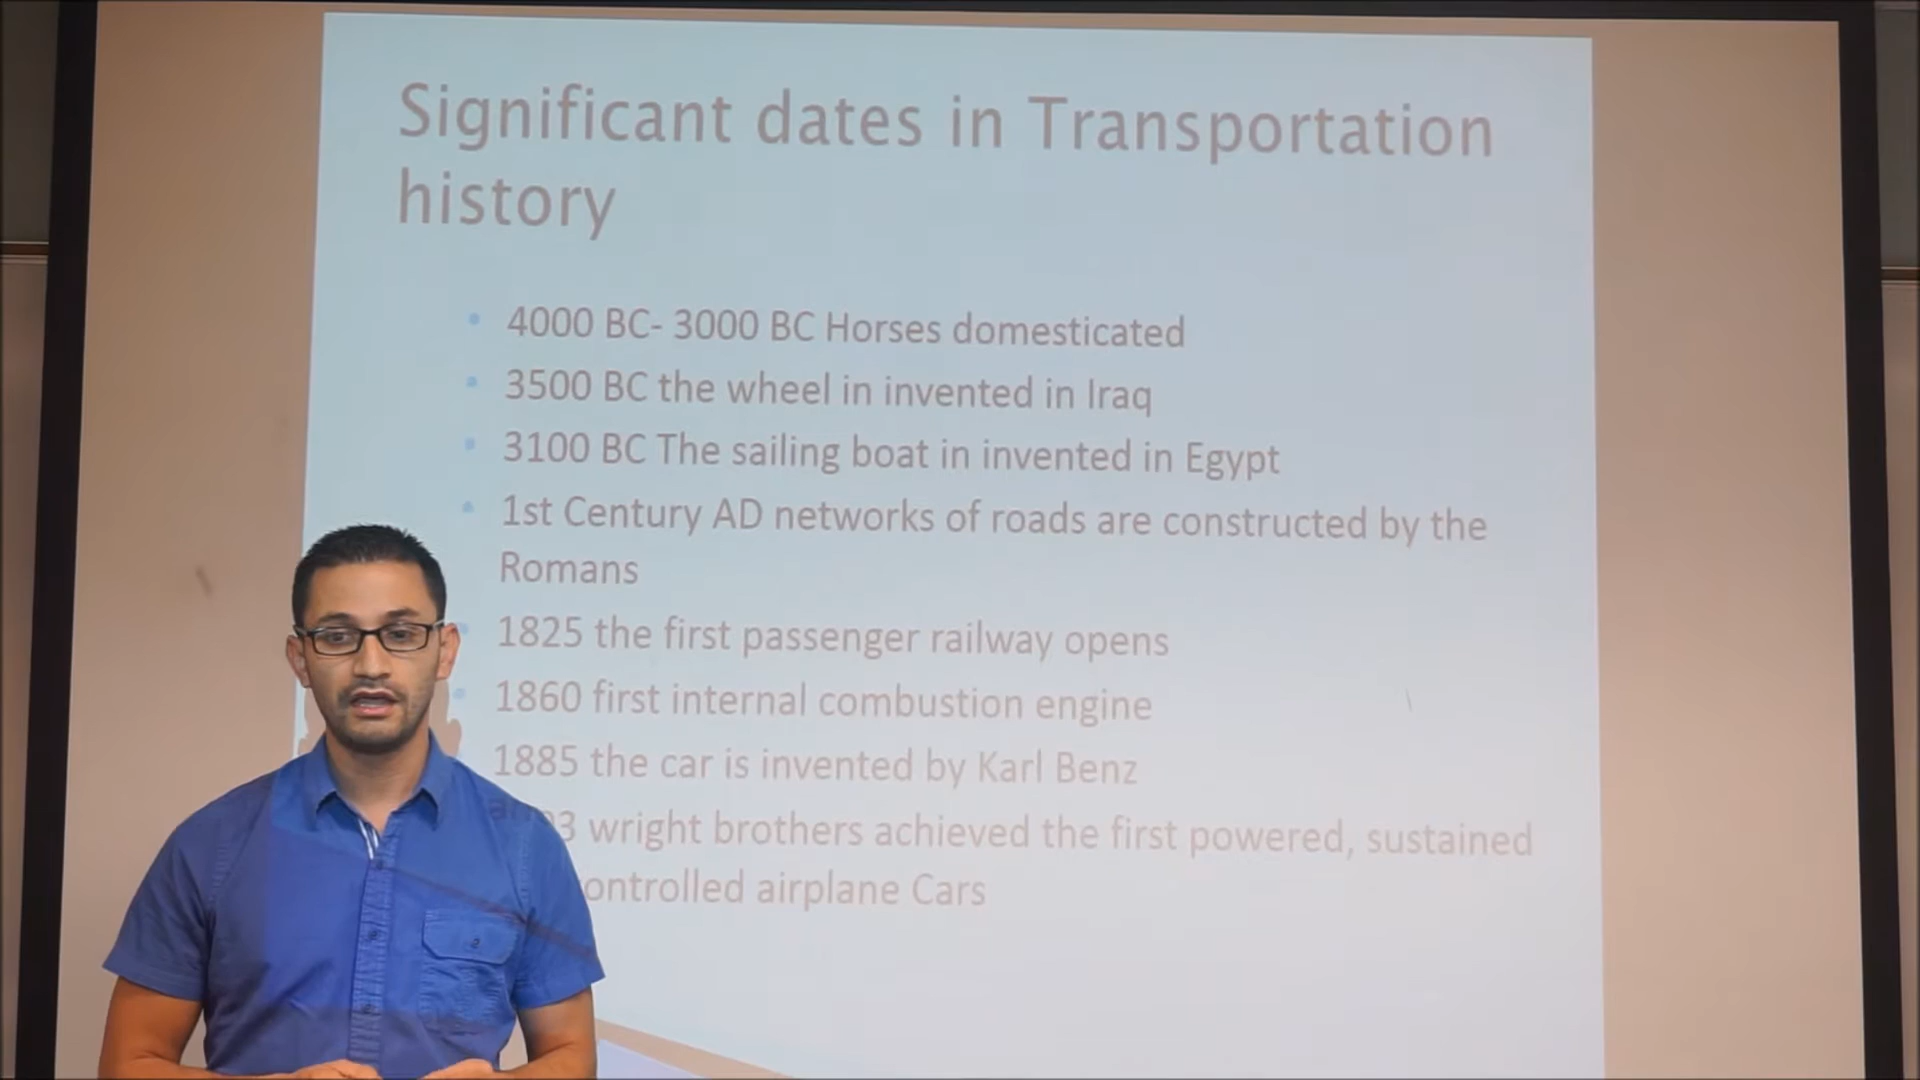 Significant dates in Transportation
history
4000 BC- 3000 BC Horses domesticated
3500 BC the wheel in invented in Iraq
3100 BC The sailing boat in invented in Egypt
1st Century AD networks of roads are constructed by the
Romans
1825 the first passenger railway opens
1860 first internal combustion engine
1885 the car is invented by Karl Benz
wright brothers achieved the first powered, sustained
airplane Cars